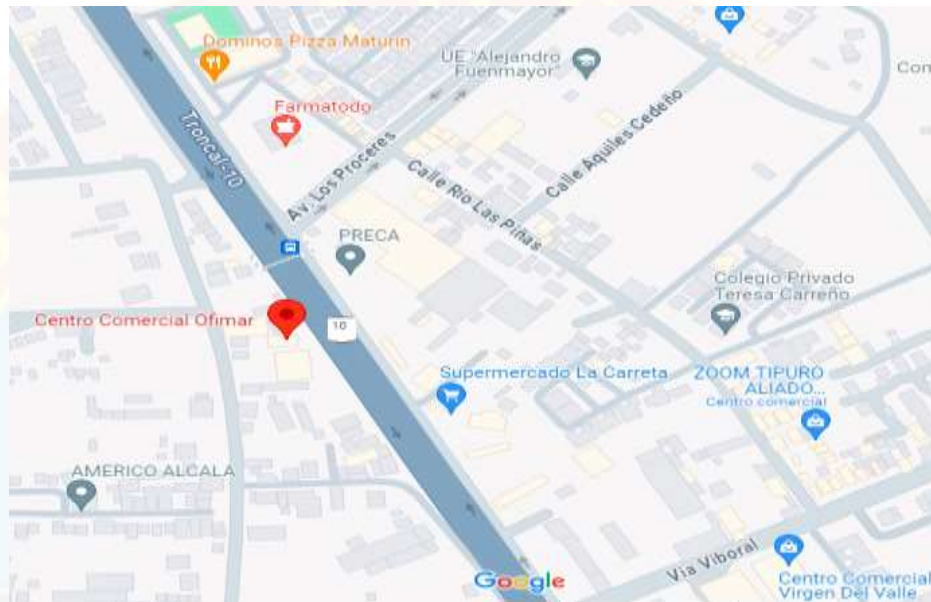 Dominos Pizza Maturin
UE "Alejandro
Fuenmayor"
Con
Farmatodo
Troncal-10
Av. Los Proceres
Calle Aquiles Cedeño
Calle Rio Las Piñas
PRECA
Colegio Privado
Teresa Carreño
Centro Comercial Ofimar
10
Supermercado La Carreta
ZOOM TIPURO
ALIADO...
Centro comercial
AMERICO ALCALA
Via Viboral
Google
Centro Comercial
Virgen Del Valle